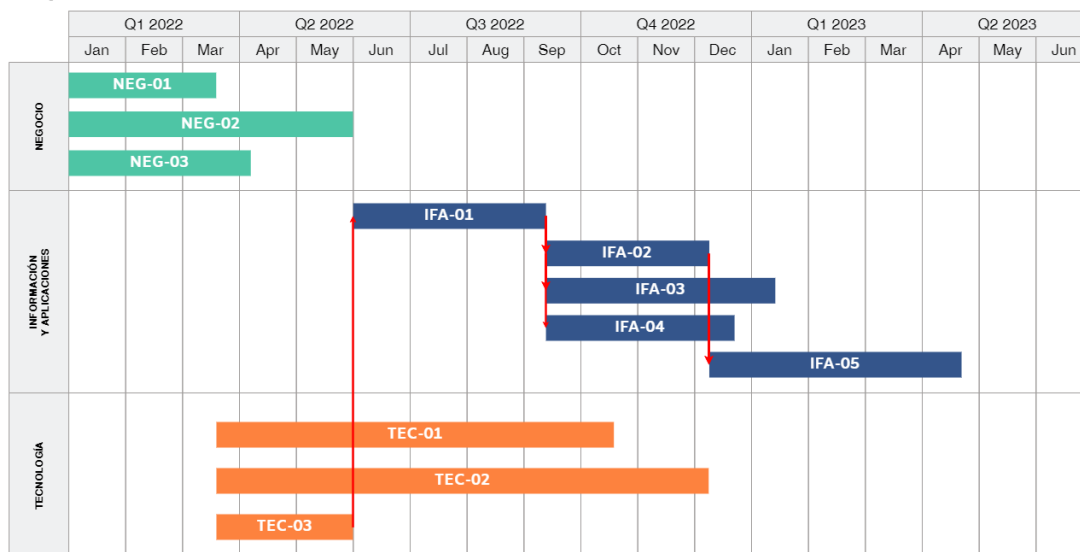 Q1 2022 Q2 2022 Q3 2022 Q4 2022 Q1 2023 Q2 2023
Jan Feb Mar Apr May Jun Jul Aug Sep Oct Nov Dec Jan Feb Mar Apr May Jun
NEGOCIO
NEG-01
NEG-02
NEG-03
INFORMACIÓN
Y APLICACIONES
IFA-01
IFA-02
IFA-03
IFA-04
IFA-05
TECNOLOGÍA
TEC-01
TEC-02
TEC-03